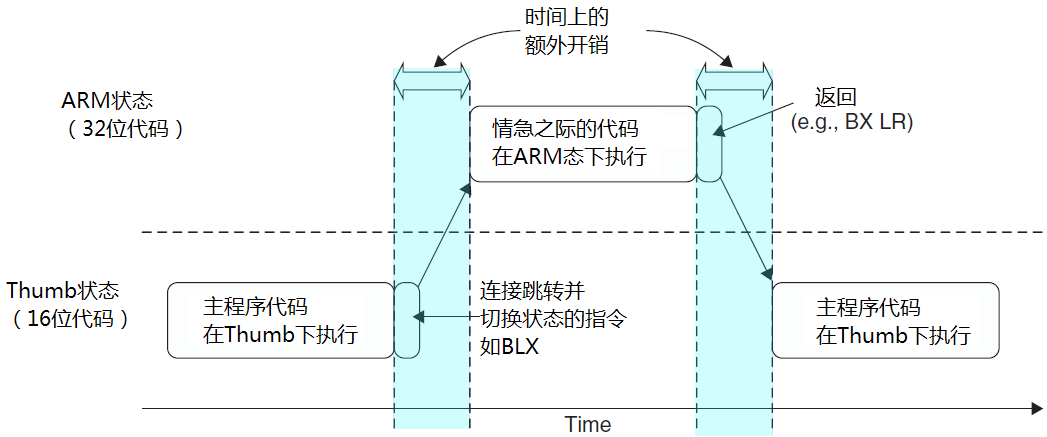 时间上的
额外开销
ARM状态
（32位代码）
情急之际的代码
在ARM态下执行
返回
(e.g., BX LR)
Thumb状态
（16位代码）
主程序代码
在Thumb下执行
连接跳转并
切换状态的指令
如BLX
主程序代码
在Thumb下执行
Time